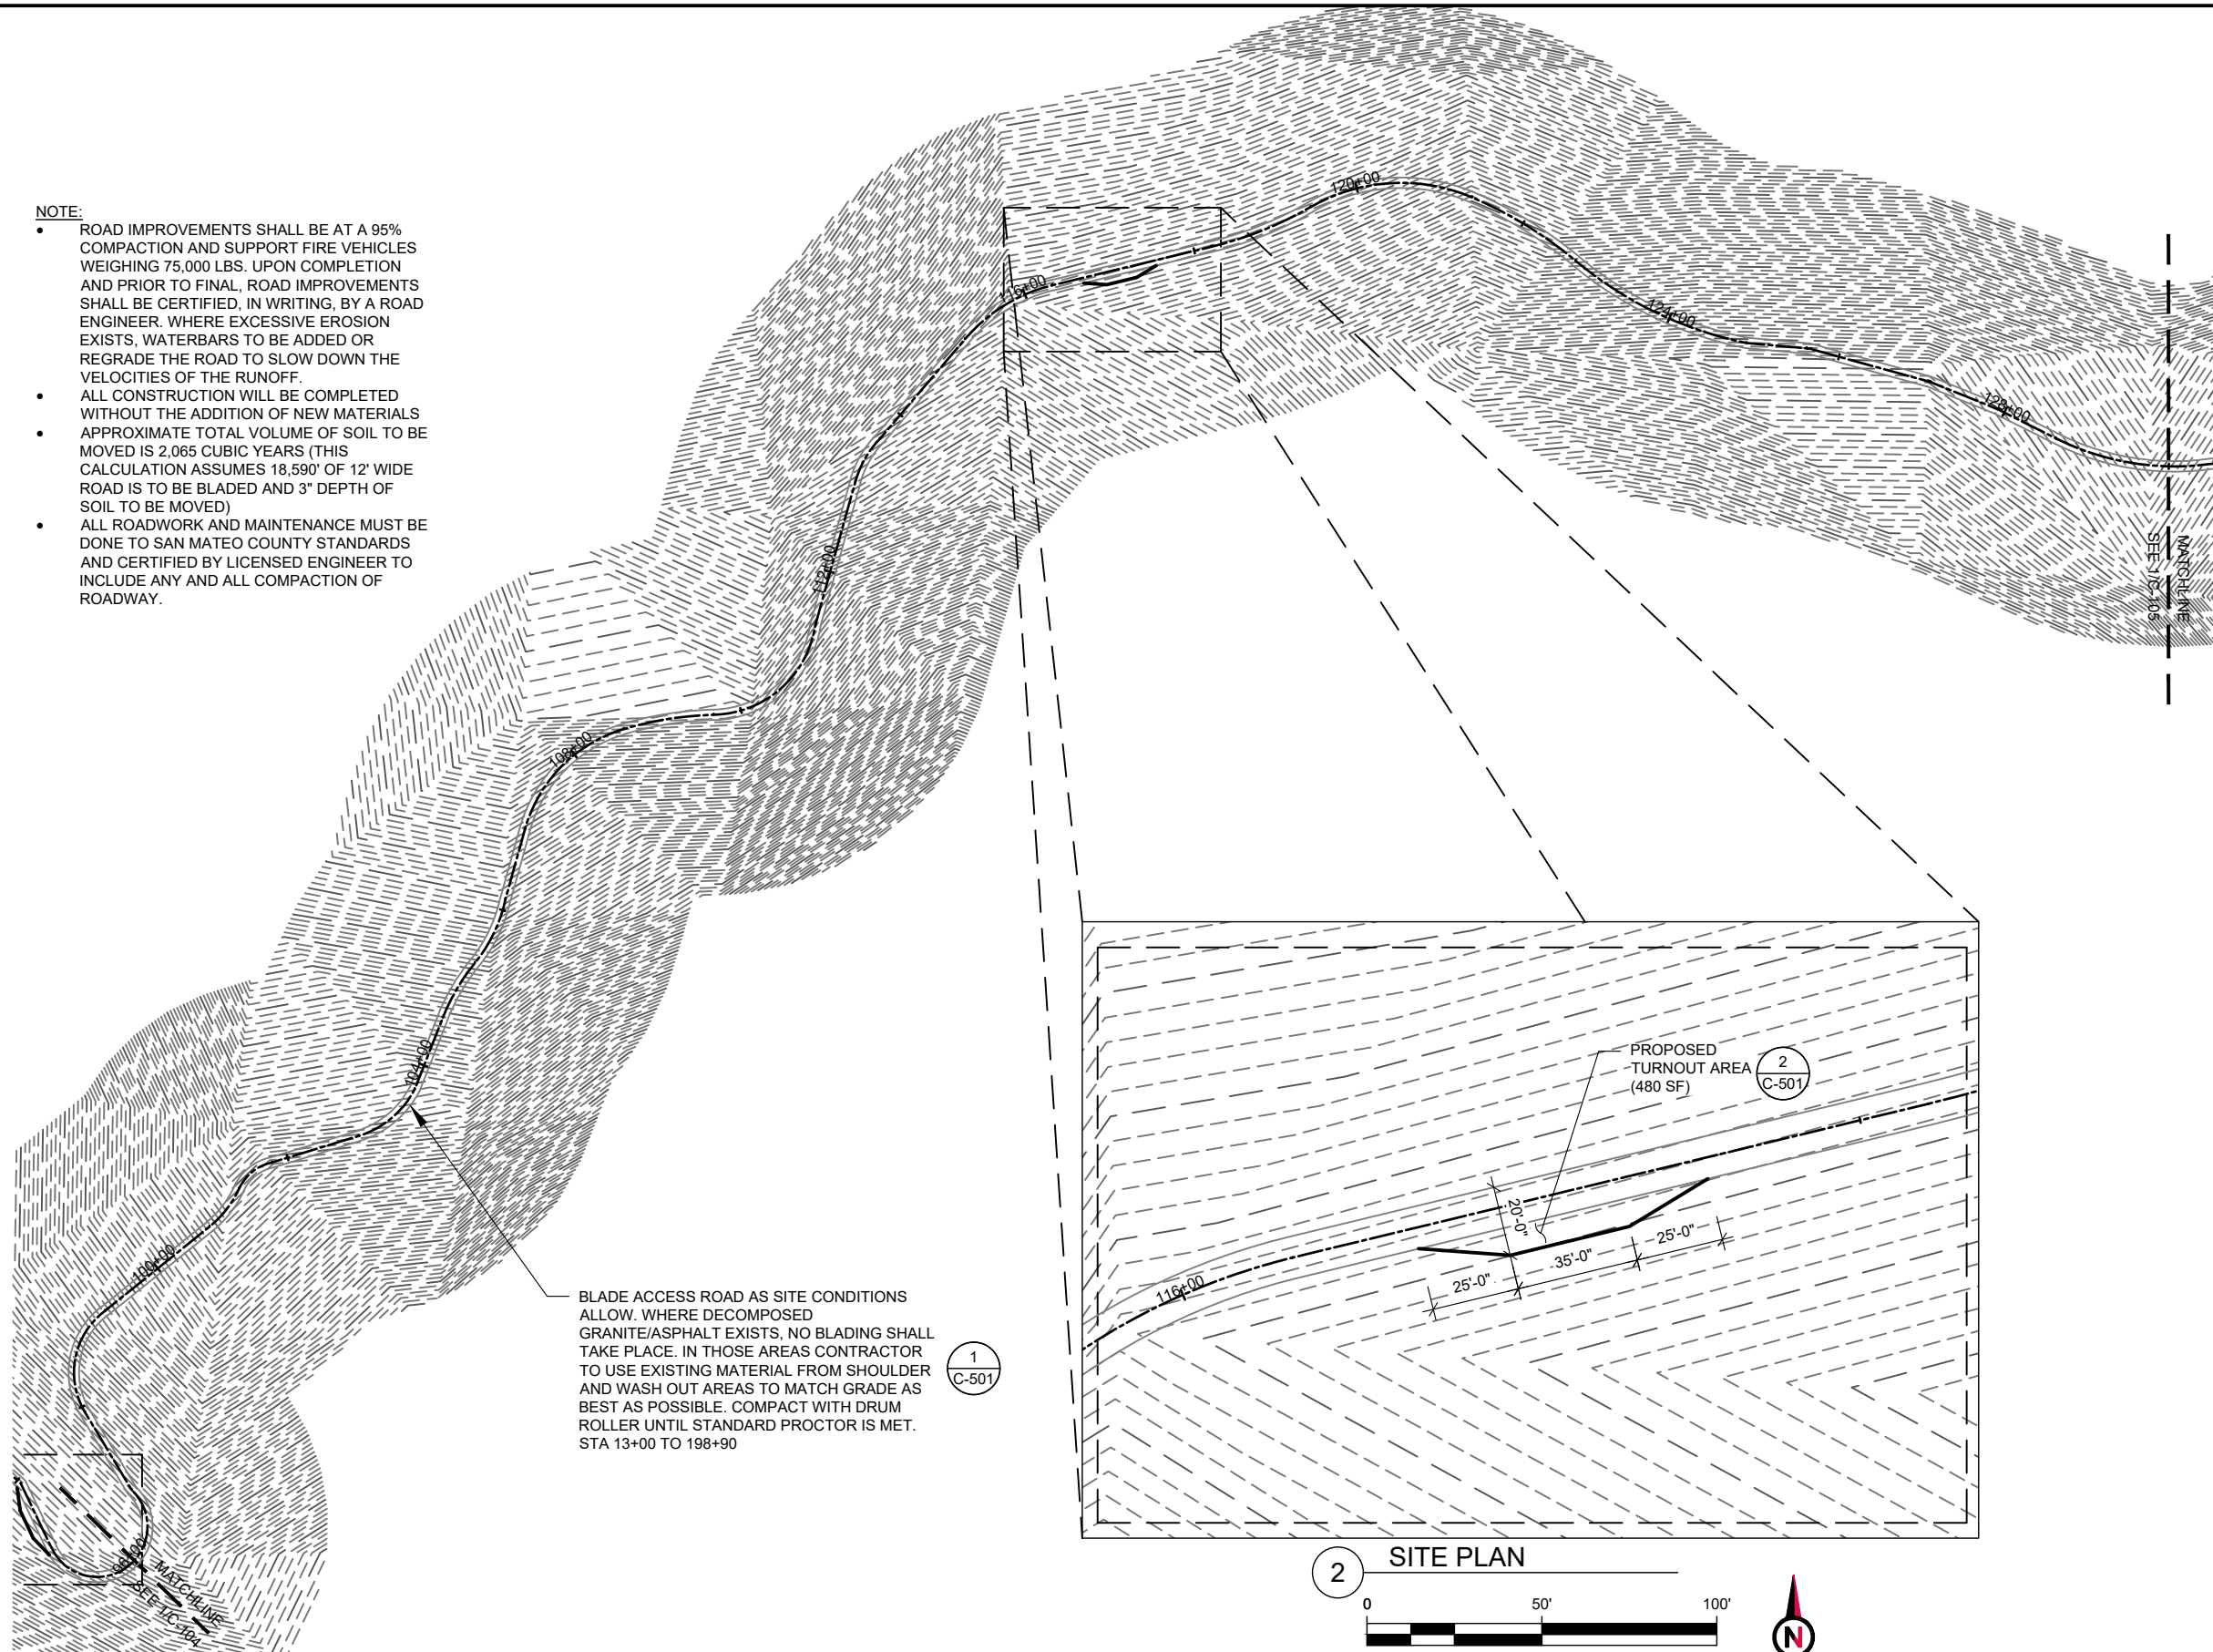 NOTE:
• ROAD IMPROVEMENTS SHALL BE AT A 95%
COMPACTION AND SUPPORT FIRE VEHICLES
WEIGHING 75,000 LBS. UPON COMPLETION
AND PRIOR TO FINAL, ROAD IMPROVEMENTS
SHALL BE CERTIFIED, IN WRITING, BY A ROAD
ENGINEER. WHERE EXCESSIVE EROSION
EXISTS, WATERBARS TO BE ADDED OR
REGRADE THE ROAD TO SLOW DOWN THE
VELOCITIES OF THE RUNOFF.
• ALL CONSTRUCTION WILL BE COMPLETED
WITHOUT THE ADDITION OF NEW MATERIALS
• APPROXIMATE TOTAL VOLUME OF SOIL TO BE
MOVED IS 2,065 CUBIC YEARS (THIS
CALCULATION ASSUMES 18,590' OF 12' WIDE
ROAD IS TO BE BLADED AND 3" DEPTH OF
SOIL TO BE MOVED)
• ALL ROADWORK AND MAINTENANCE MUST BE
DONE TO SAN MATEO COUNTY STANDARDS
AND CERTIFIED BY LICENSED ENGINEER TO
INCLUDE ANY AND ALL COMPACTION OF
ROADWAY.
120+00
116+00
124+00
128+00
112+00
MATCHLINE
SEE 1/C-105
108+00
104+00
100+00
96+00
MATCHLINE
SEE 1/C-104
BLADE ACCESS ROAD AS SITE CONDITIONS
ALLOW. WHERE DECOMPOSED
GRANITE/ASPHALT EXISTS, NO BLADING SHALL
TAKE PLACE. IN THOSE AREAS CONTRACTOR
TO USE EXISTING MATERIAL FROM SHOULDER
AND WASH OUT AREAS TO MATCH GRADE AS
BEST AS POSSIBLE. COMPACT WITH DRUM
ROLLER UNTIL STANDARD PROCTOR IS MET.
STA 13+00 TO 198+90
1
C-501
PROPOSED
TURNOUT AREA
(480 SF)
2
C-501
20'-0"
25'-0"
35'-0"
25'-0"
116+00
2
SITE PLAN
0
50'
100'
N